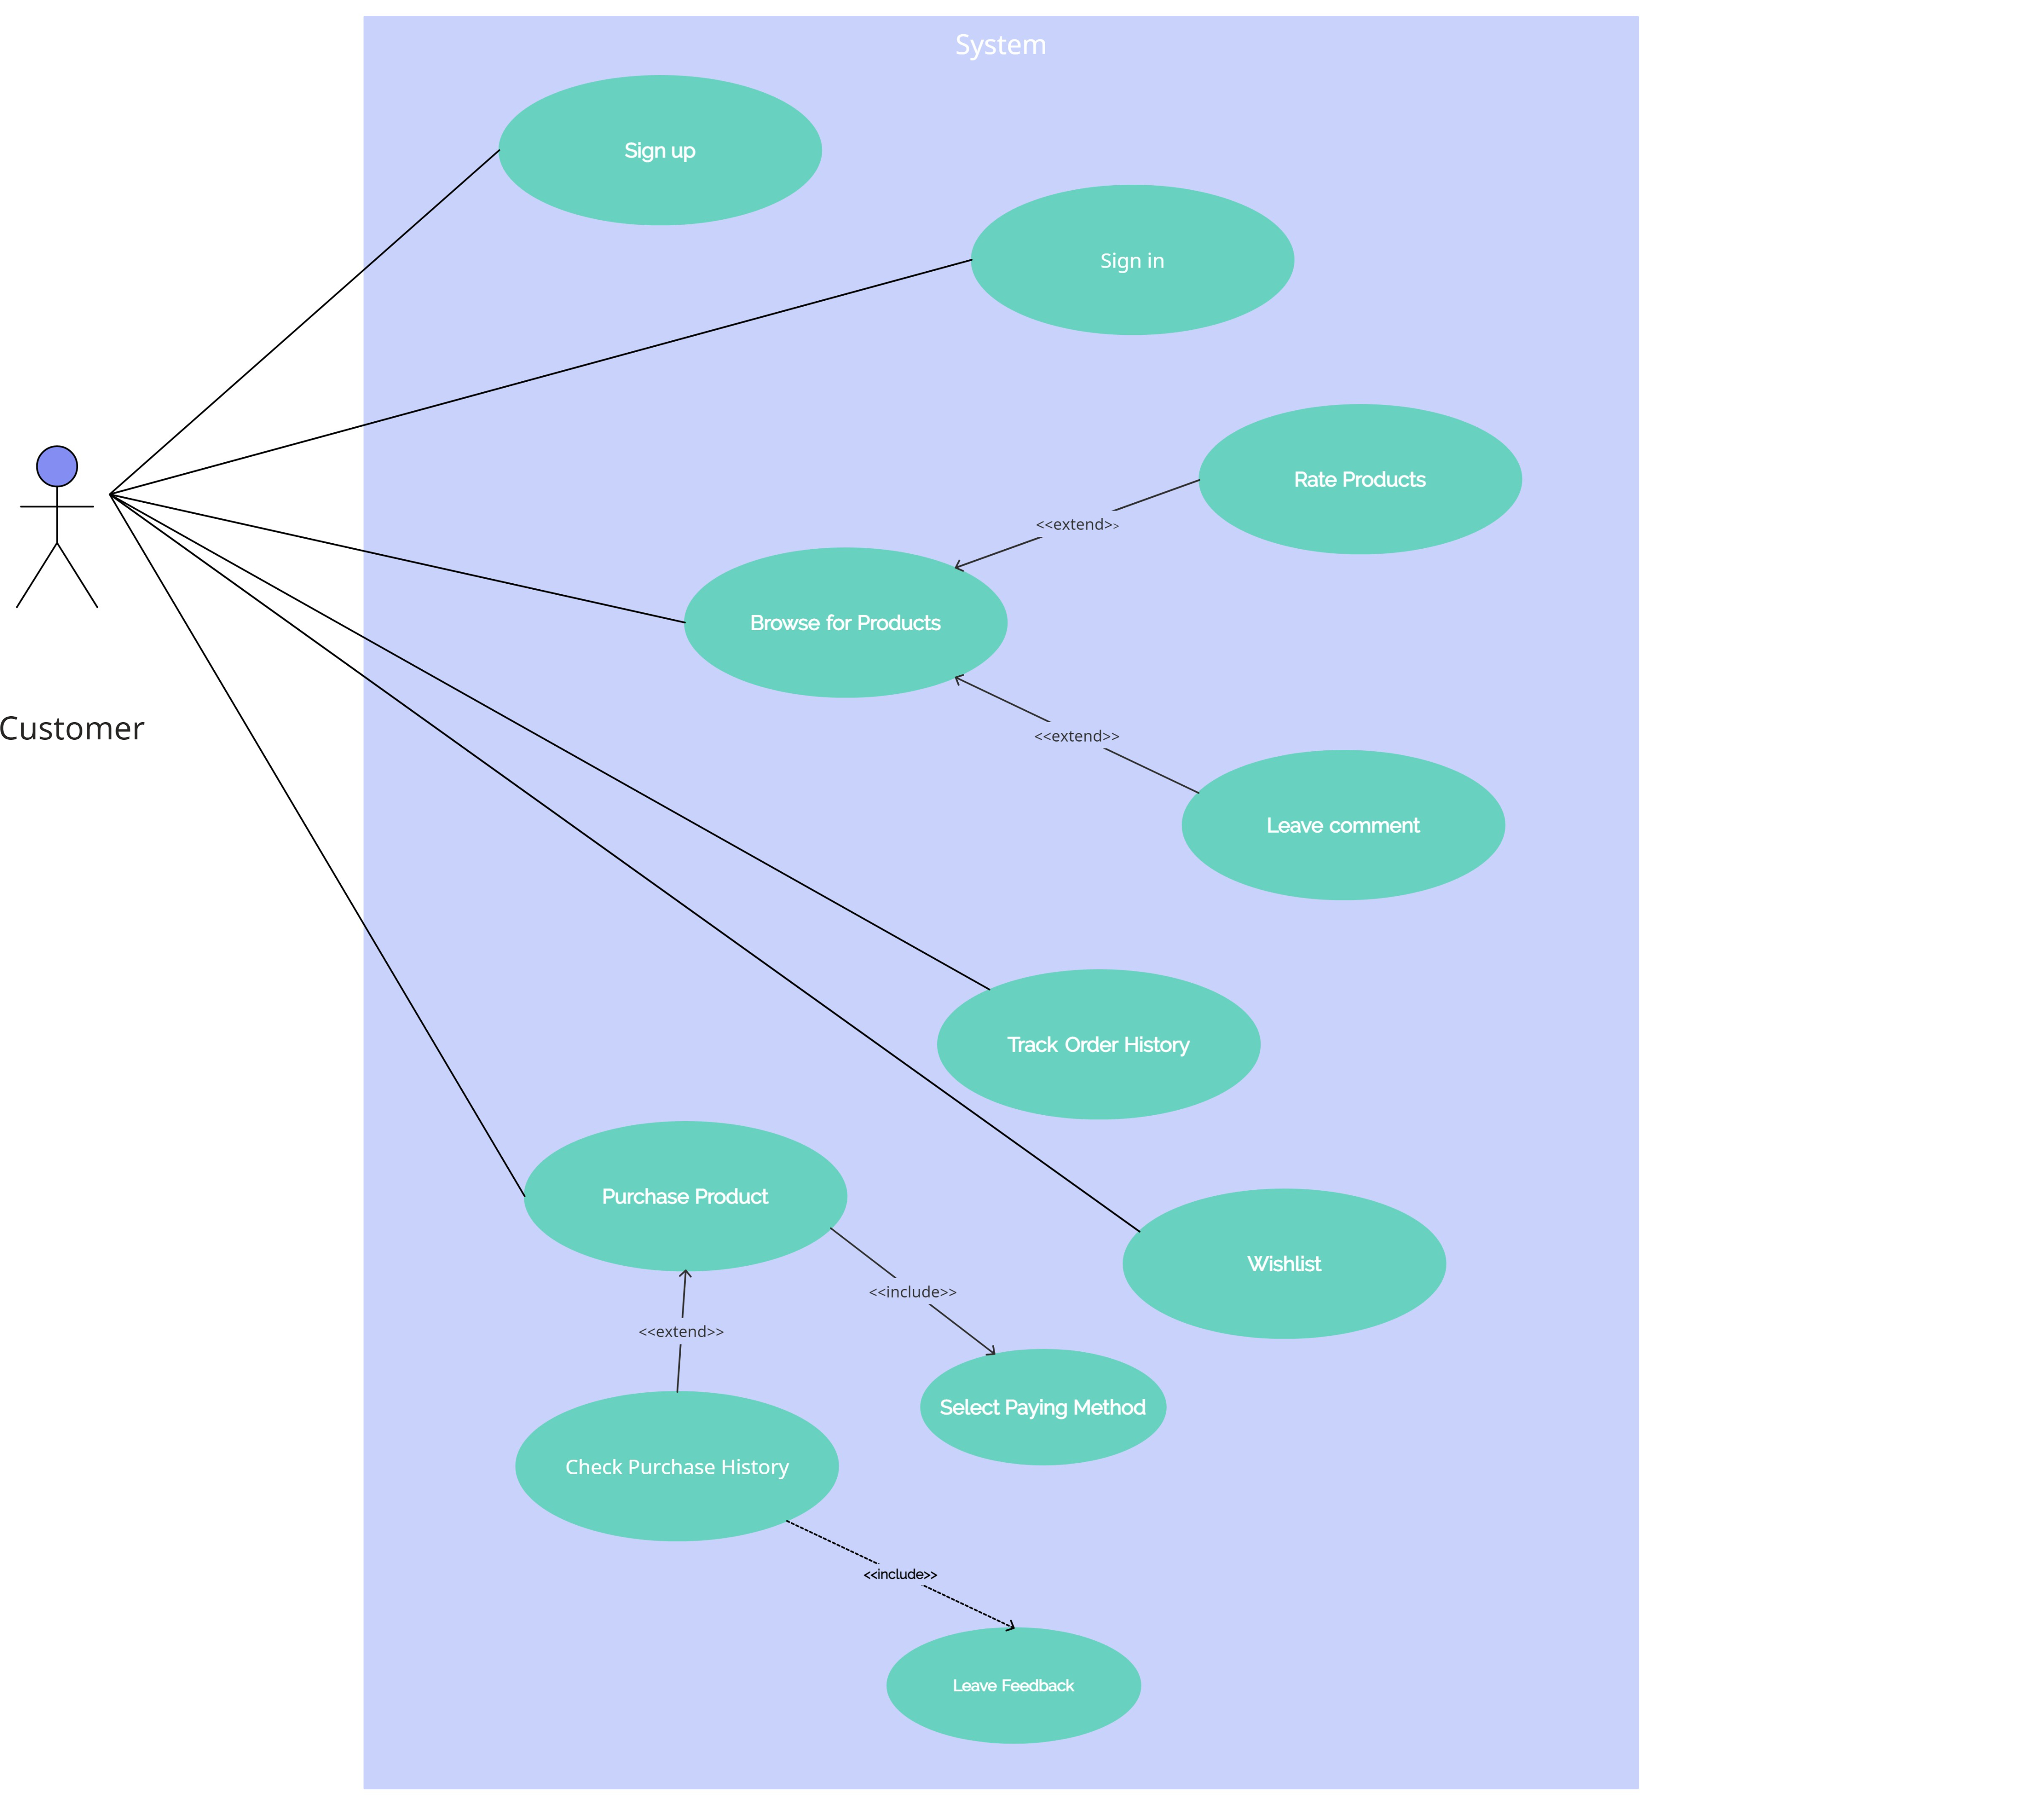 System
Sign up
Sign in
Rate Products
<<extend>>
Browse for Products
Customer
<<extend>>
Leave comment
Track Order History
Purchase Product
Wishlist
<<include>>
<<extend>>
Select Paying Method
Check Purchase History
<<include>>
Leave Feedback